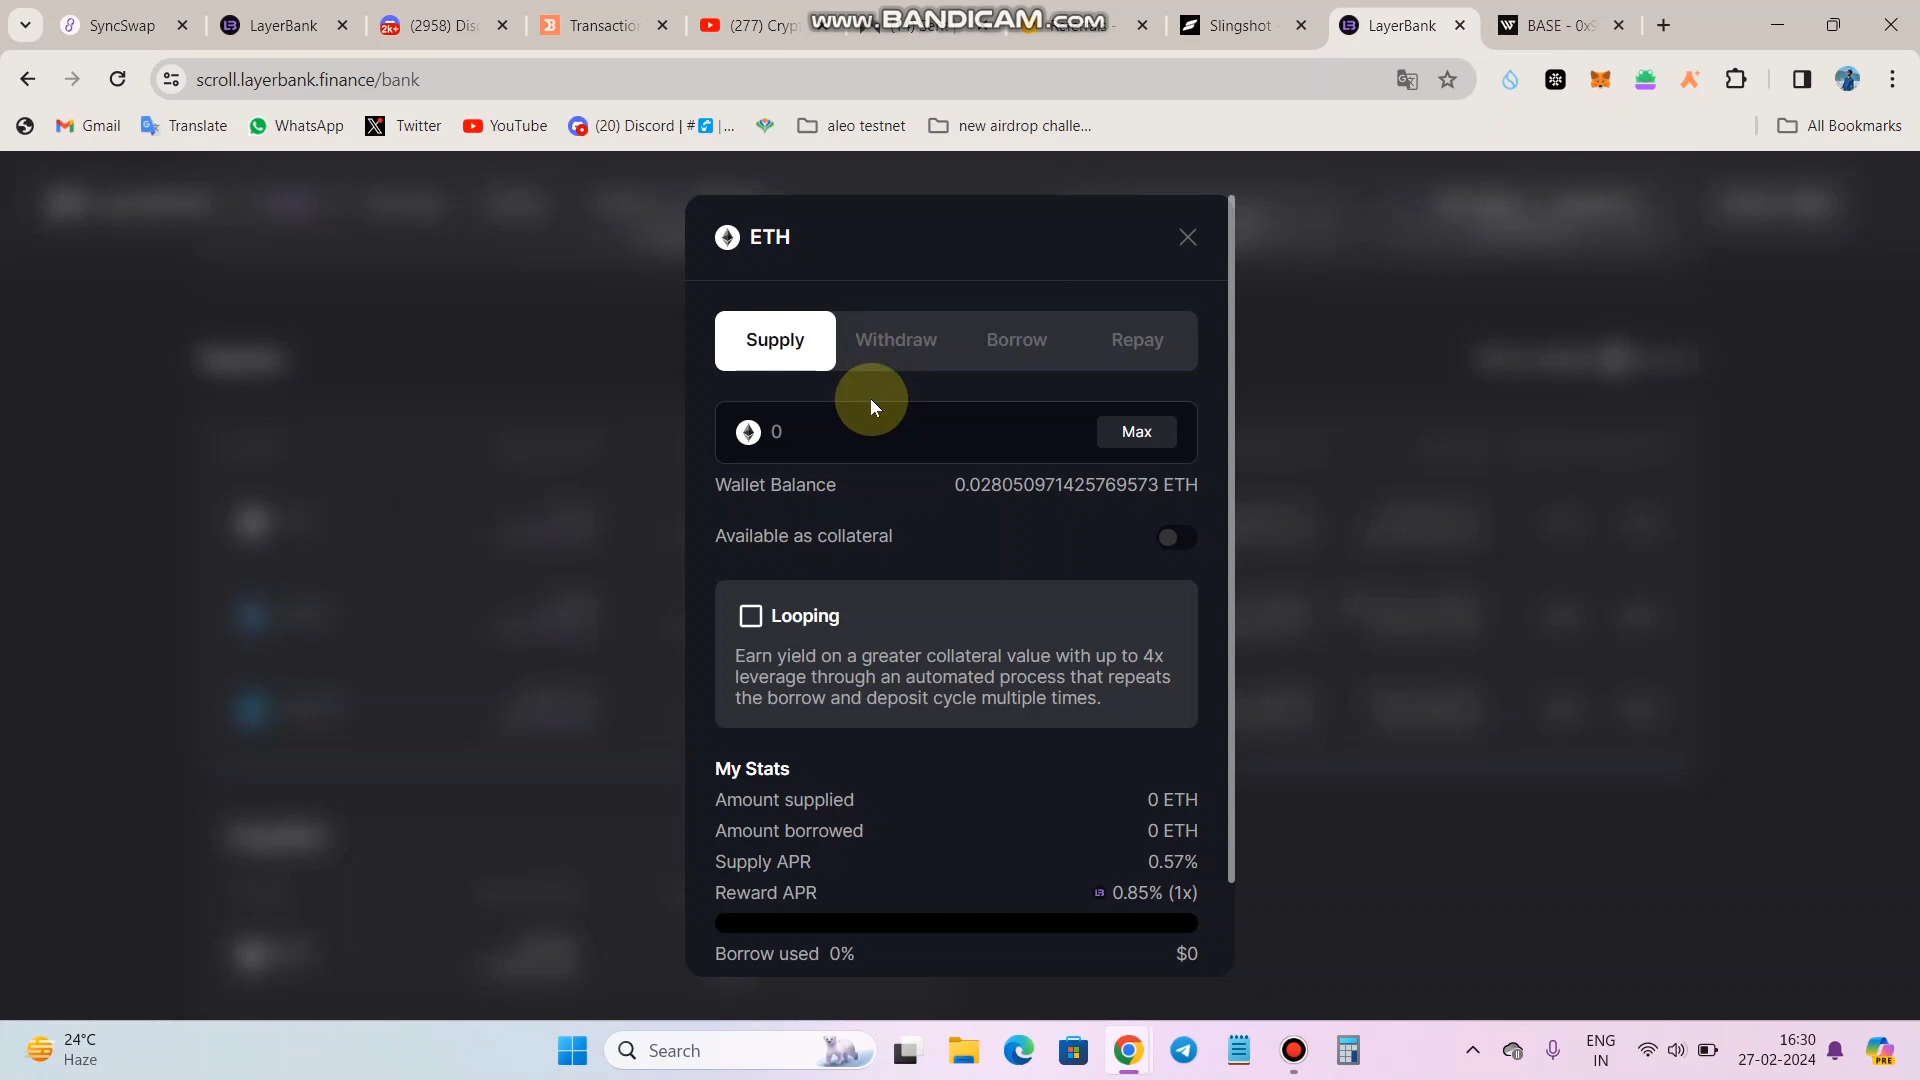 SyncSwap
LayerBank
(2958) Dis
Transaction
(277) Cryp
www.BANDICAM.com
Referrals -
Slingshot
LayerBank
BASE - 0x9
scroll.layerbank.finance/bank
Gmail
Translate
WhatsApp
Twitter
YouTube
(20) Discord | # | ...
aleo testnet
new airdrop challe...
All Bookmarks
ETH
Supply
Withdraw
Borrow
Repay
0
Max
Wallet Balance
0.028050971425769573 ETH
Available as collateral
Looping
Earn yield on a greater collateral value with up to 4x
leverage through an automated process that repeats
the borrow and deposit cycle multiple times.
My Stats
Amount supplied
0 ETH
Amount borrowed
0 ETH
Supply APR
0.57%
Reward APR
0.85% (1x)
Borrow used 0%
$0
24°C
Haze
Search
ENG
IN
16:30
27-02-2024
PRE